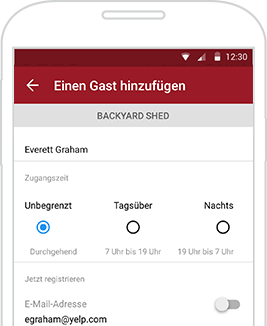 12:30
Einen Gast hinzufügen
BACKYARD SHED
Everett Graham
Zugangszeit
Unbegrenzt Tagsüber Nachts
Durchgehend 7 Uhr bis 19 Uhr 19 Uhr bis 7 Uhr
Jetzt registrieren
E-Mail-Adresse
egraham@yelp.com